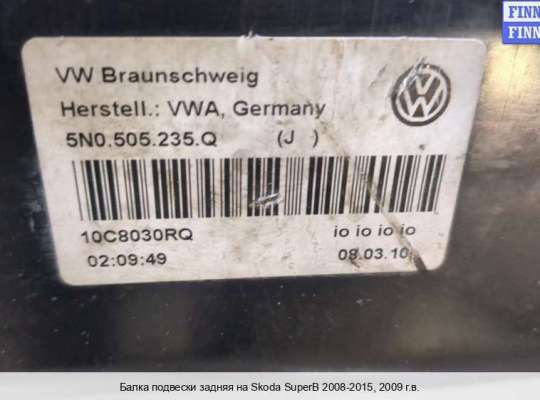 FINN
FINN
VW Braunschweig
Herstell.: VWA, Germany
5N0.505.235.Q (J )
10C8030RQ io io io io
02:09:49 08.03.10
Балка подвески задняя на Skoda SuperB 2008-2015, 2009 г.в.